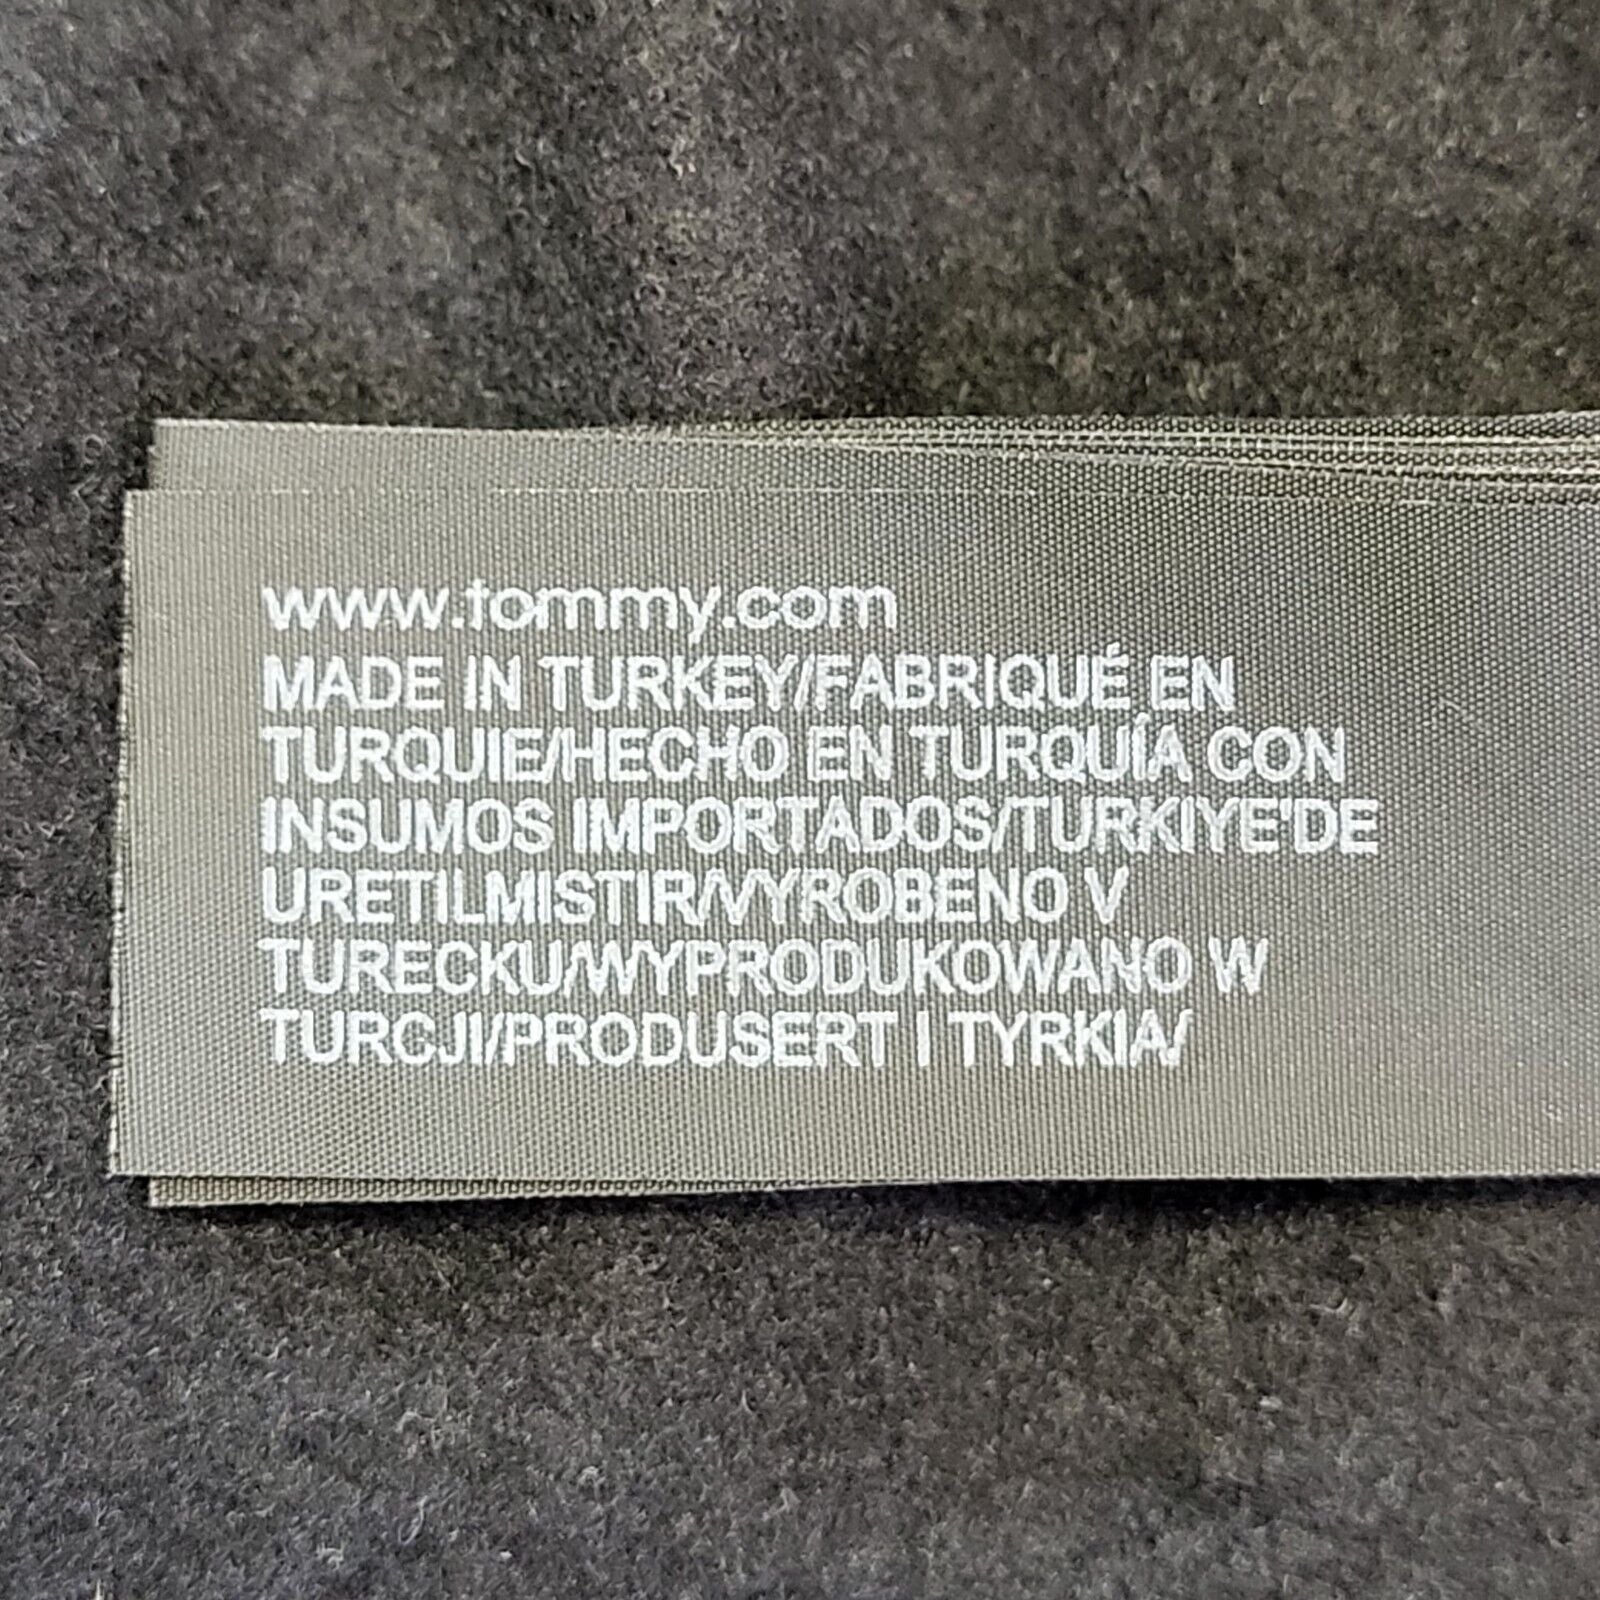 www.tommy.com
MADE IN TURKEY/FABRIQUÉ EN
TURQUIE/HECHO EN TURQUÍA CON
INSUMOS IMPORTADOS/TURKIYE'DE
URETILMISTIR/VYROBENO V
TURECKU/WYPRODUKOWANO W
TURCJI/PRODUSERT I TYRKIA/